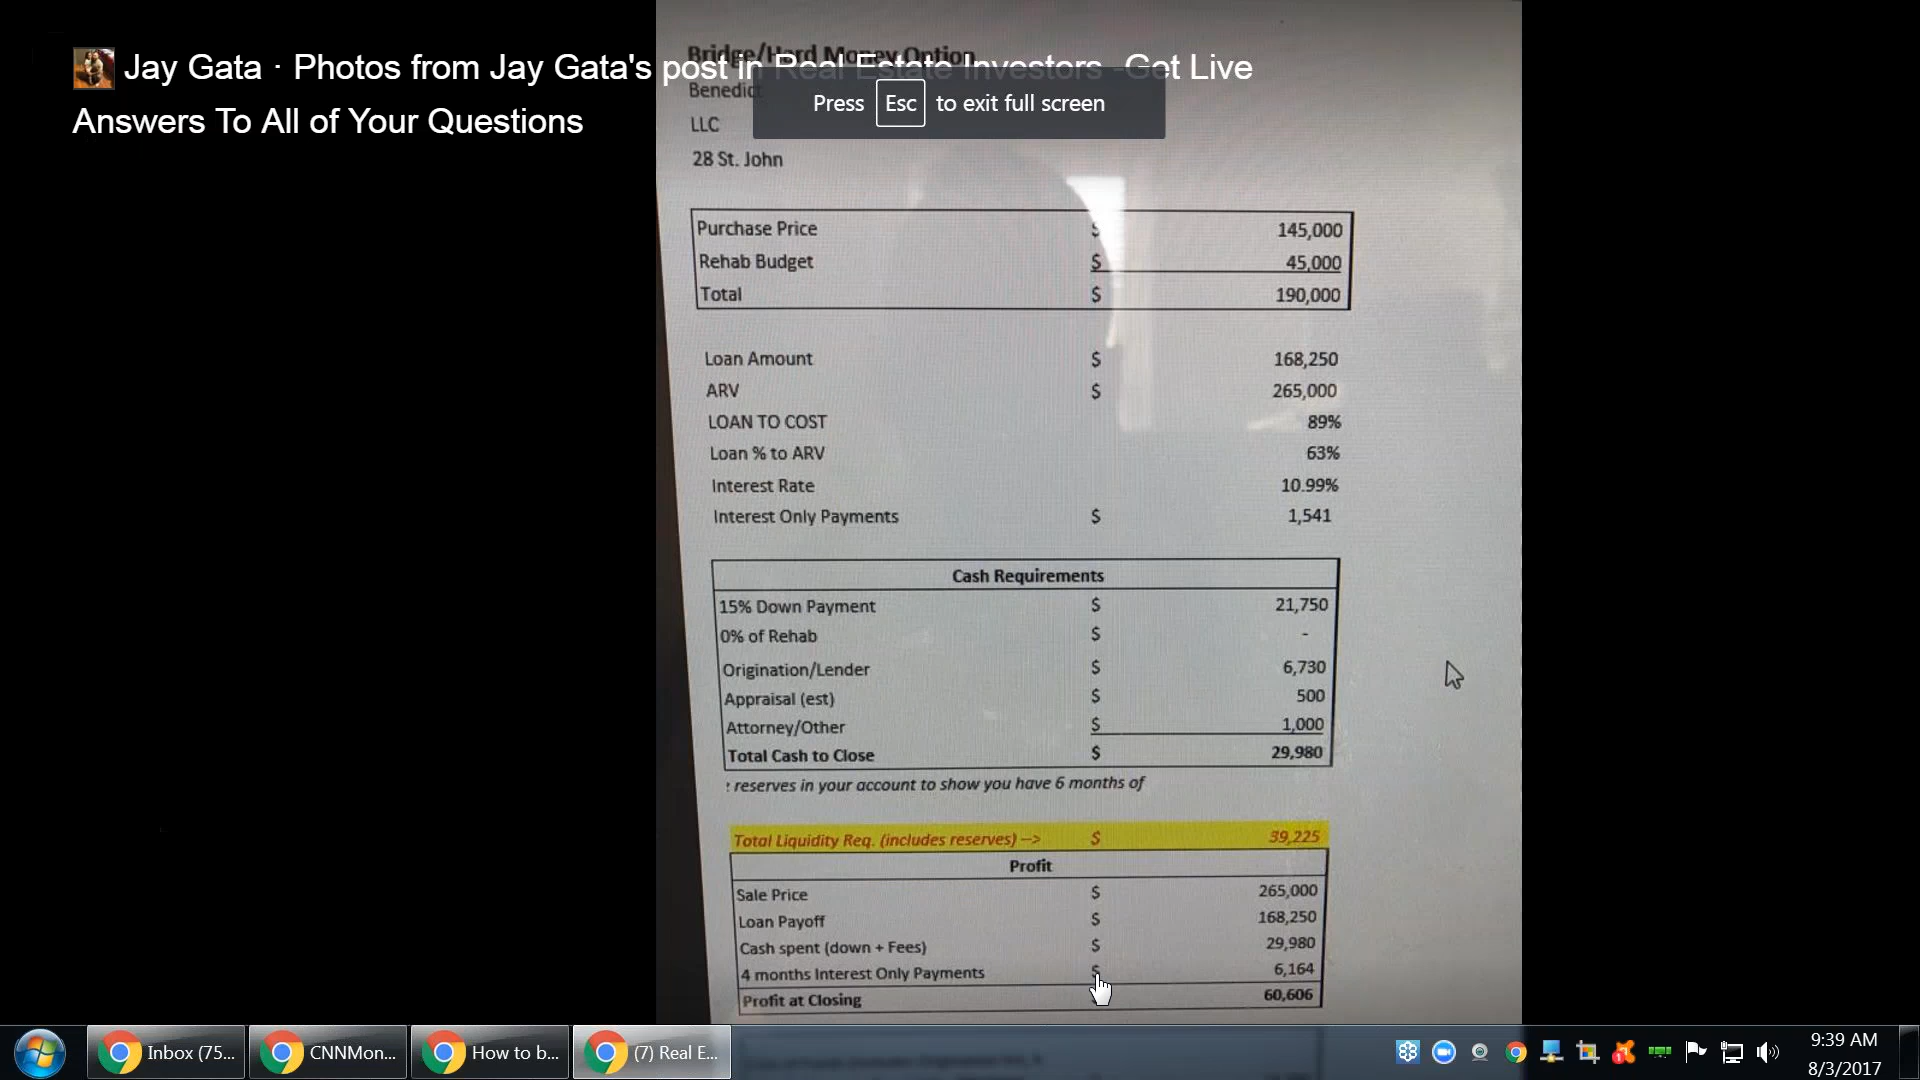 Jay Gata · Photos from Jay Gata's post in Real Estate Investors -Get Live
Answers To All of Your Questions
Press Esc to exit full screen
Bridge/Hard Money Option
Benedict
LLC
28 St. John
Purchase Price $ 145,000
Rehab Budget $ 45,000
Total $ 190,000
Loan Amount $ 168,250
ARV $ 265,000
LOAN TO COST 89%
Loan % to ARV 63%
Interest Rate 10.99%
Interest Only Payments $ 1,541
Cash Requirements
15% Down Payment $ 21,750
0% of Rehab $ -
Origination/Lender $ 6,730
Appraisal (est) $ 500
Attorney/Other $ 1,000
Total Cash to Close $ 29,980
reserves in your account to show you have 6 months of
Total Liquidity Req. (includes reserves) --> $ 39,225
Profit
Sale Price $ 265,000
Loan Payoff $ 168,250
Cash spent (down + Fees) $ 29,980
4 months Interest Only Payments $ 6,164
Profit at Closing 60,606
Inbox (75... CNNMon... How to b... (7) Real E... 9:39 AM
8/3/2017